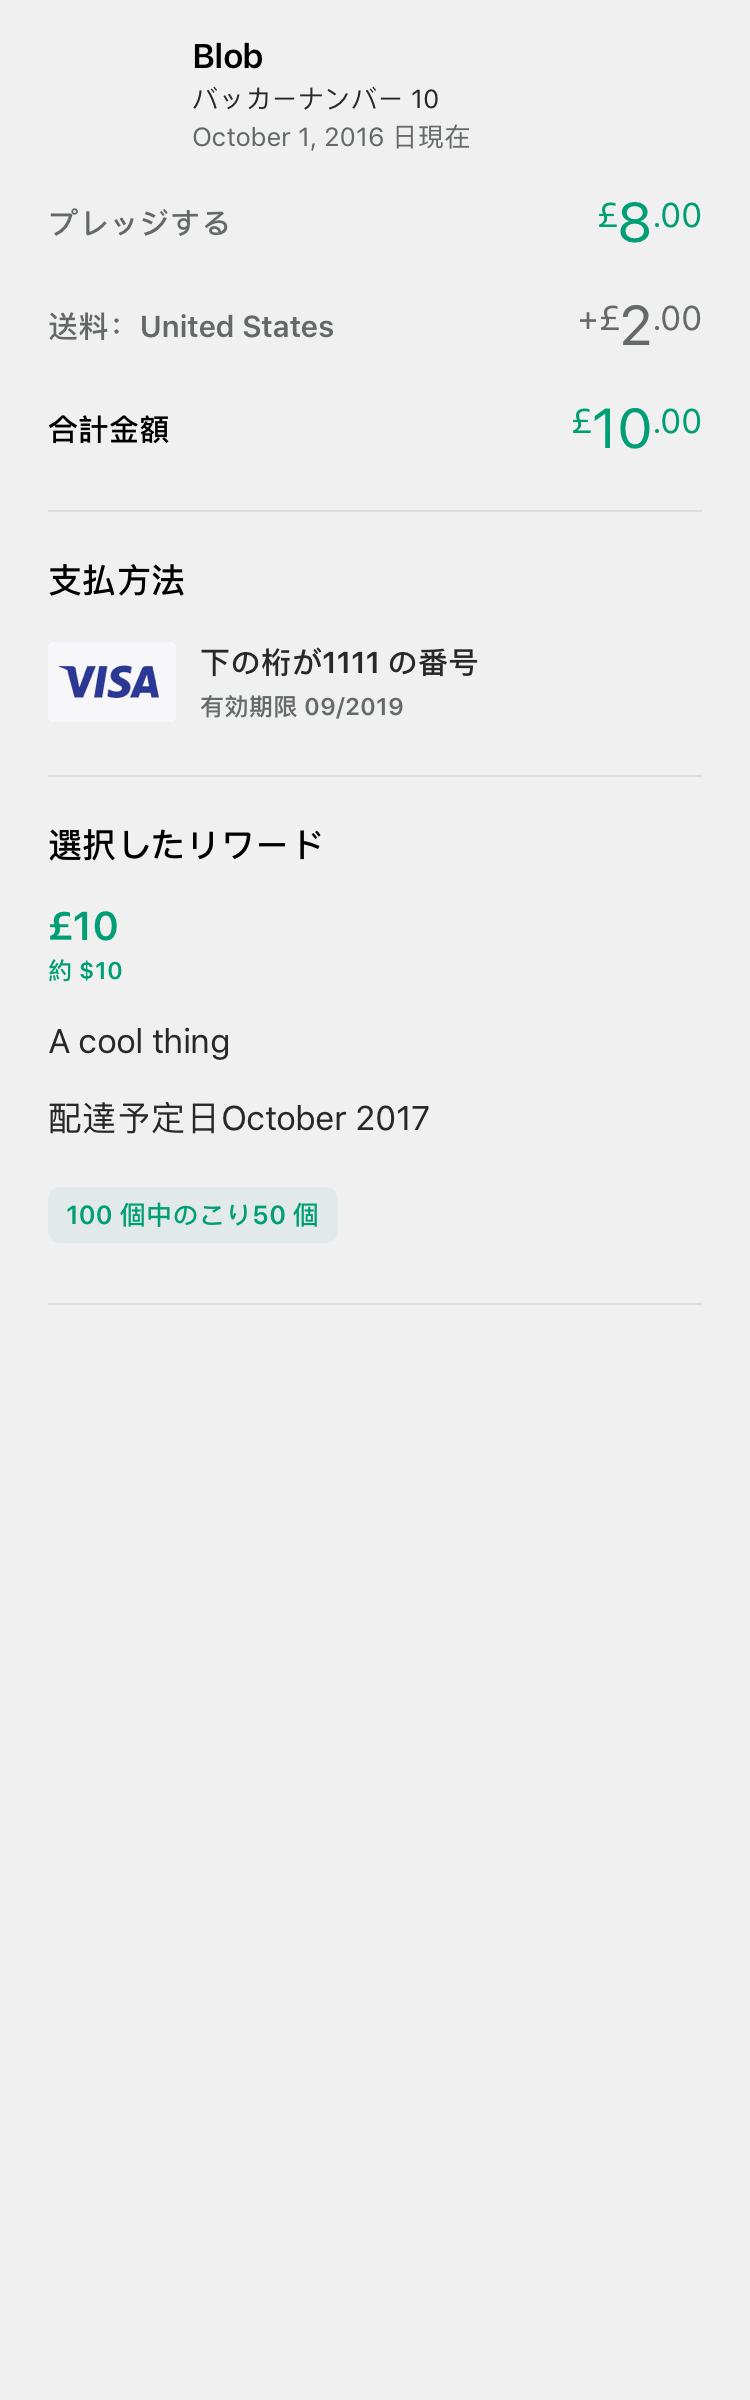 Blob
バッカーナンバー 10
October 1, 2016 日現在
プレッジする £8.00
送料： United States +£2.00
合計金額 £10.00
支払方法
VISA
下の桁が1111 の番号
有効期限 09/2019
選択したリワード
£10
約 $10
A cool thing
配達予定日October 2017
100 個中のこり50 個